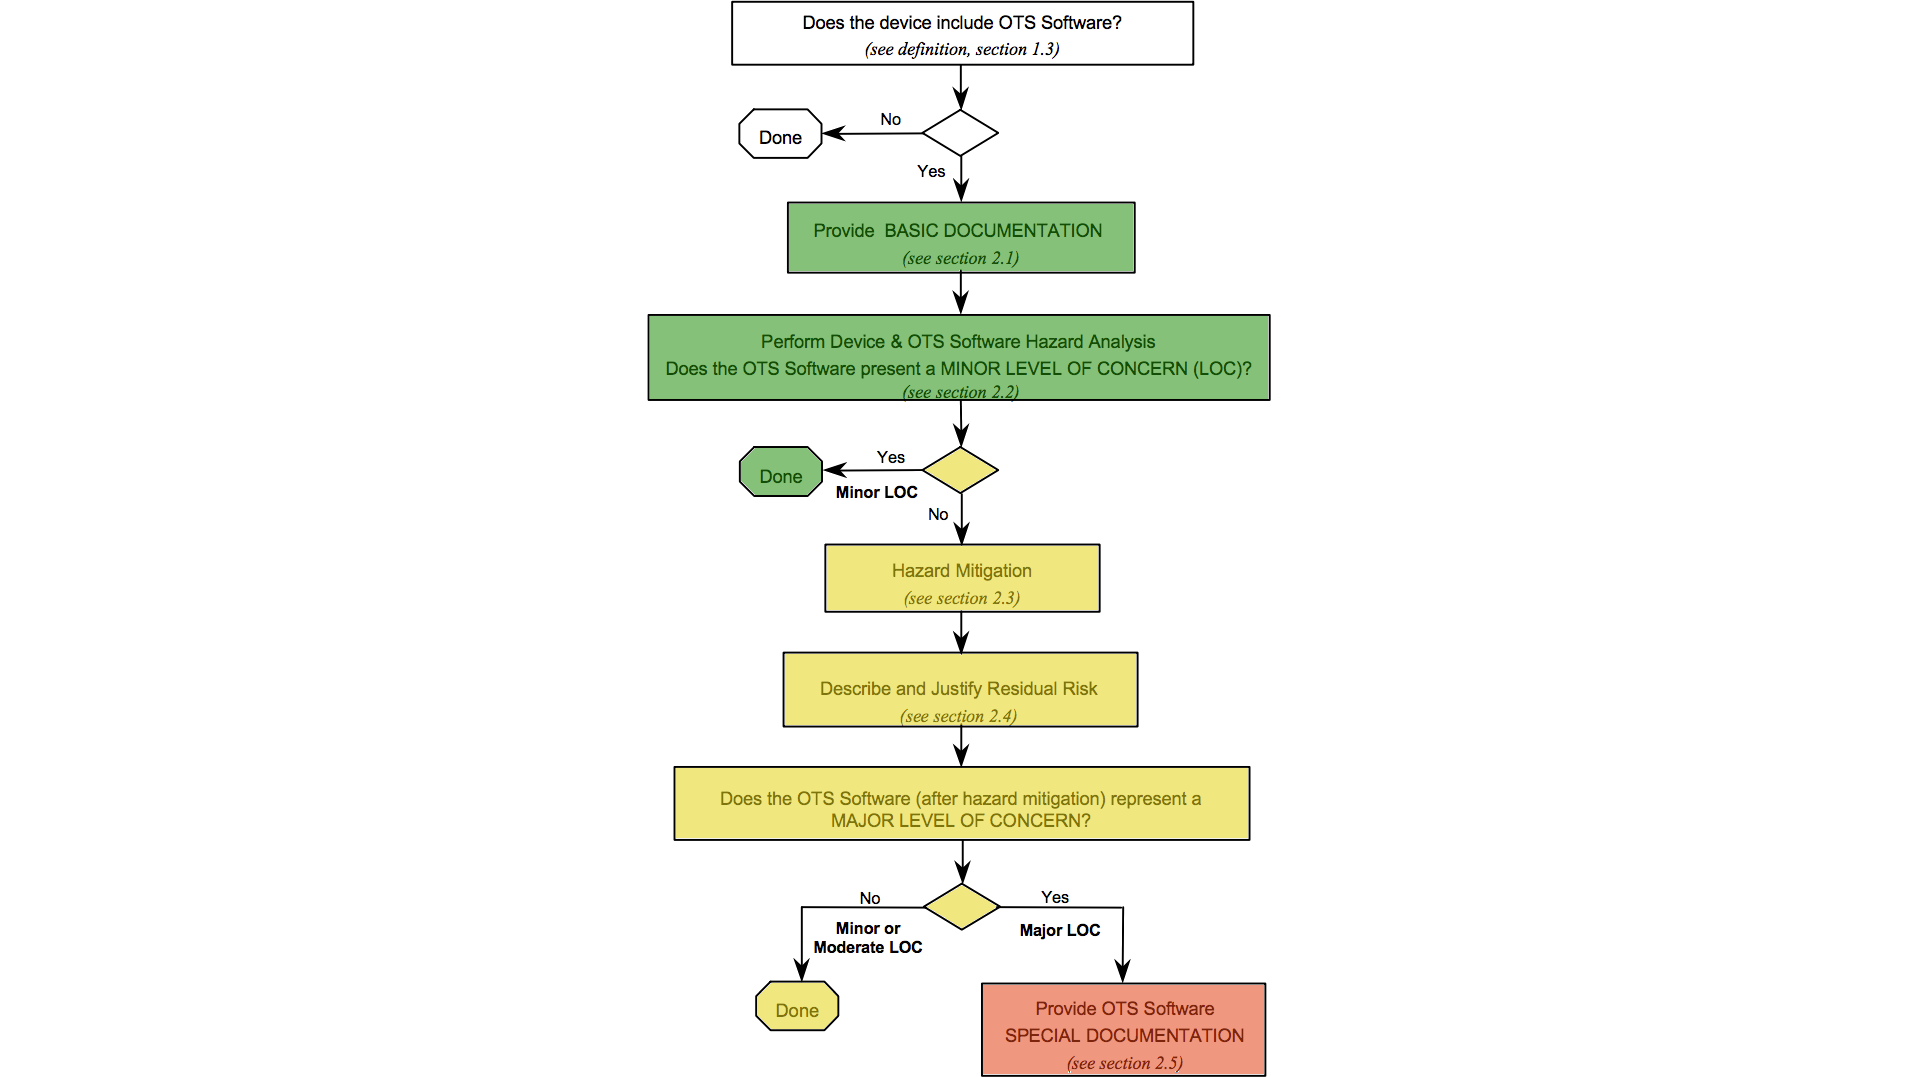 Does the device include OTS Software?
(see definition, section 1.3)
No
Done
Yes
Provide BASIC DOCUMENTATION
(see section 2.1)
Perform Device & OTS Software Hazard Analysis
Does the OTS Software present a MINOR LEVEL OF CONCERN (LOC)?
(see section 2.2)
Yes
Done
Minor LOC
No
Hazard Mitigation
(see section 2.3)
Describe and Justify Residual Risk
(see section 2.4)
Does the OTS Software (after hazard mitigation) represent a
MAJOR LEVEL OF CONCERN?
No
Yes
Minor or
Moderate LOC
Major LOC
Done
Provide OTS Software
SPECIAL DOCUMENTATION
(see section 2.5)